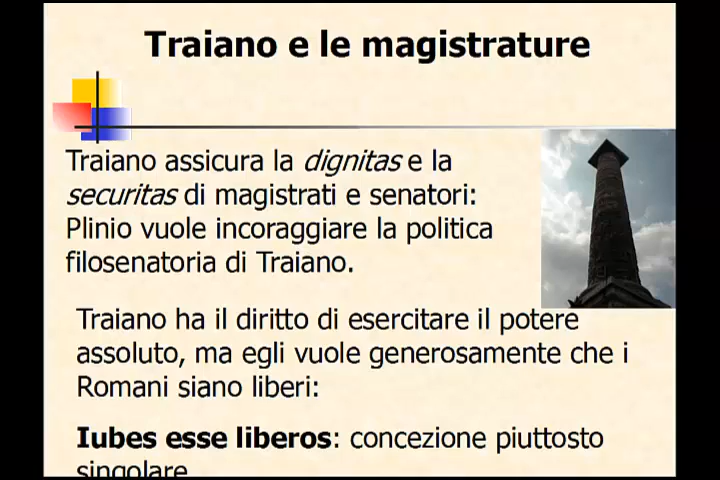 Traiano e le magistrature
Traiano assicura la dignitas e la
securitas di magistrati e senatori:
Plinio vuole incoraggiare la politica
filosenatoria di Traiano.
Traiano ha il diritto di esercitare il potere
assoluto, ma egli vuole generosamente che i
Romani siano liberi:
Iubes esse liberos: concezione piuttosto
singolare